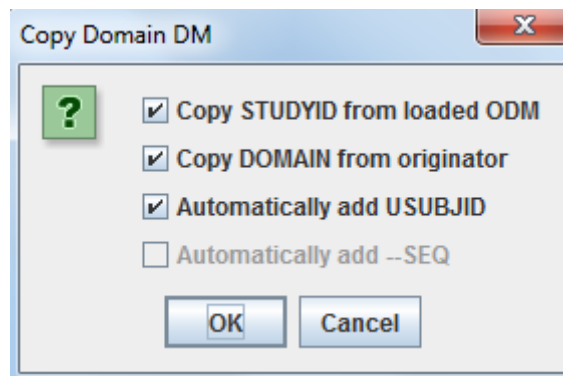 Copy Domain DM
Copy STUDYID from loaded ODM
Copy DOMAIN from originator
Automatically add USUBJID
Automatically add --SEQ
OK Cancel